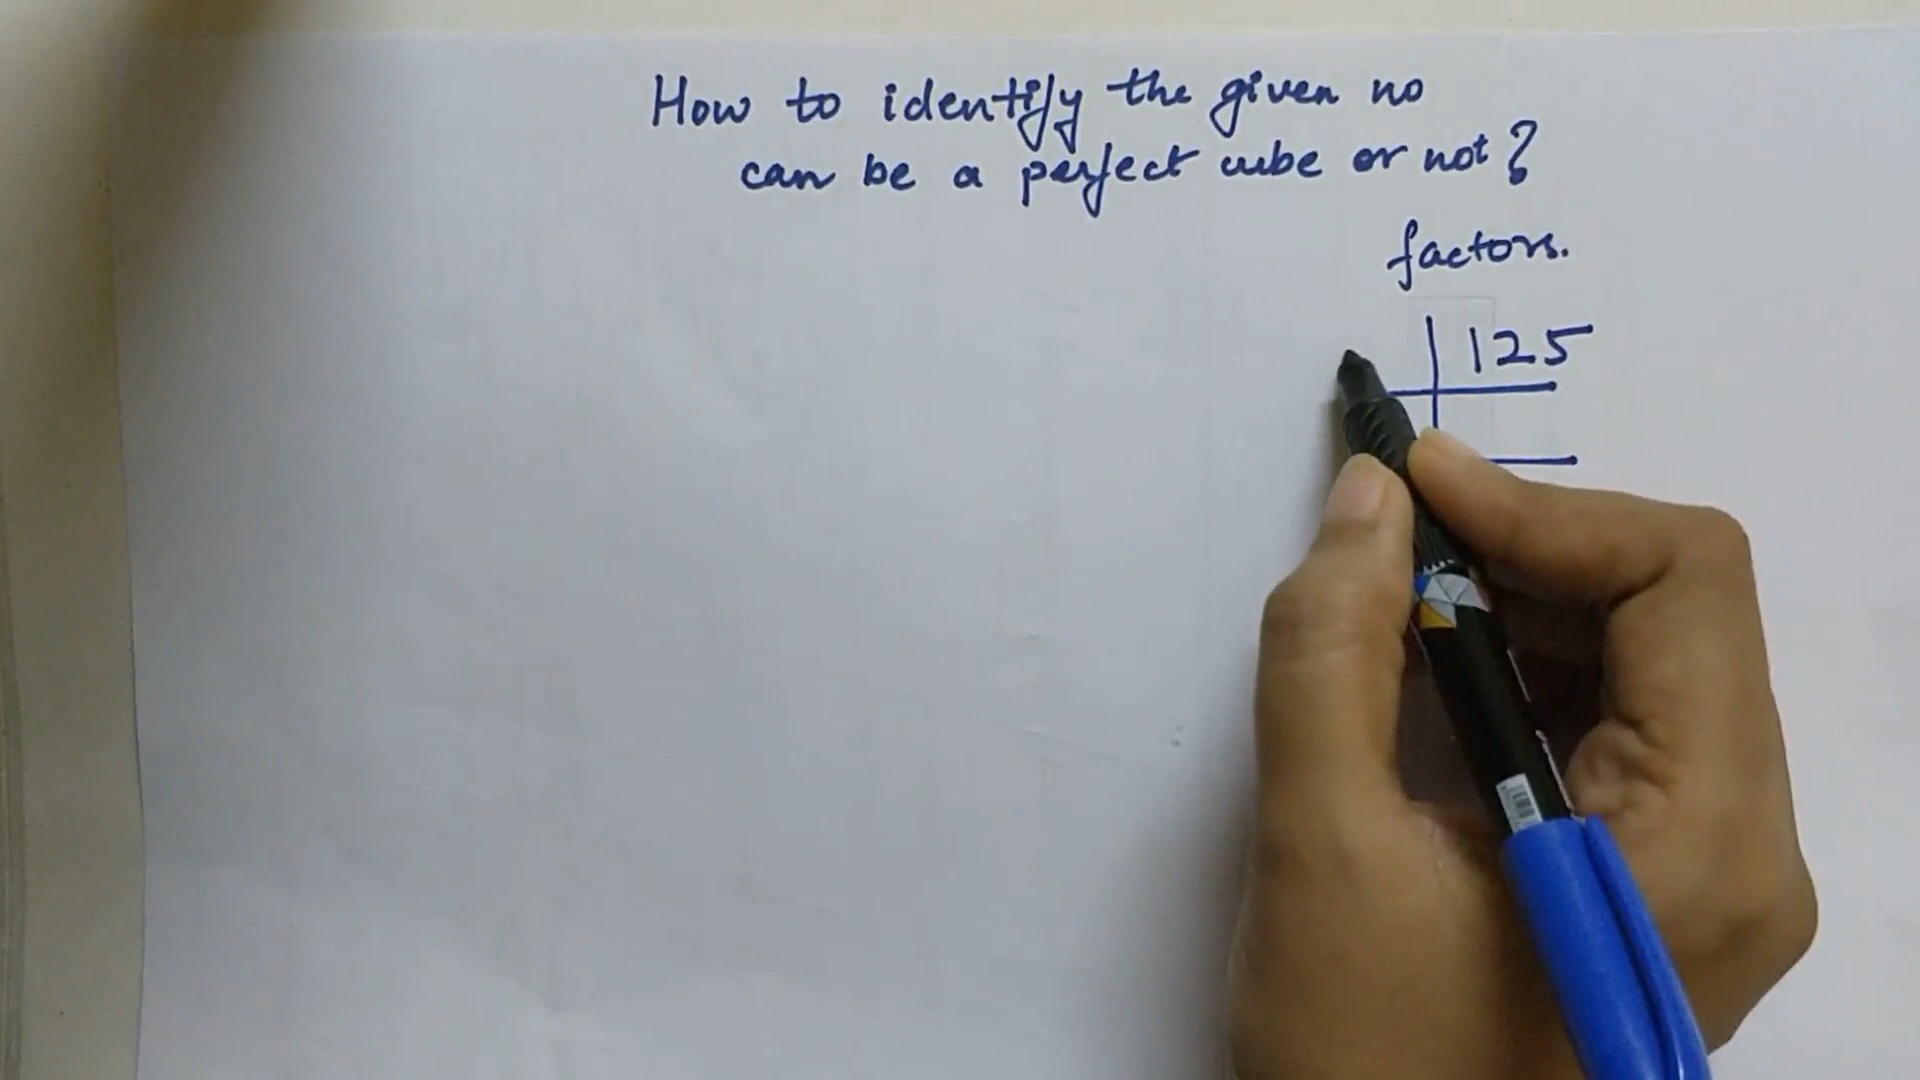 How to identify the given no
can be a perfect cube or not?
factors.
125